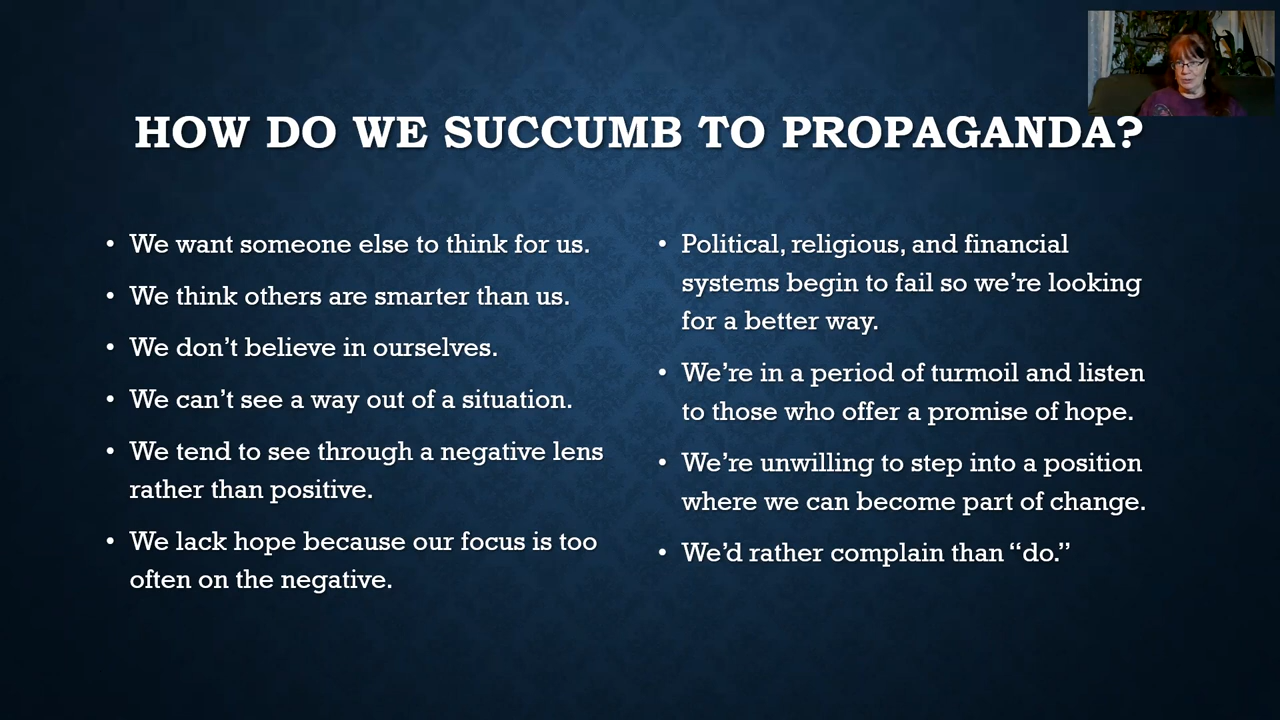 HOW DO WE SUCCUMB TO PROPAGANDA?
• We want someone else to think for us.
• We think others are smarter than us.
• We don’t believe in ourselves.
• We can’t see a way out of a situation.
• We tend to see through a negative lens
rather than positive.
• We lack hope because our focus is too
often on the negative.
• Political, religious, and financial
systems begin to fail so we’re looking
for a better way.
• We’re in a period of turmoil and listen
to those who offer a promise of hope.
• We’re unwilling to step into a position
where we can become part of change.
• We’d rather complain than “do.”